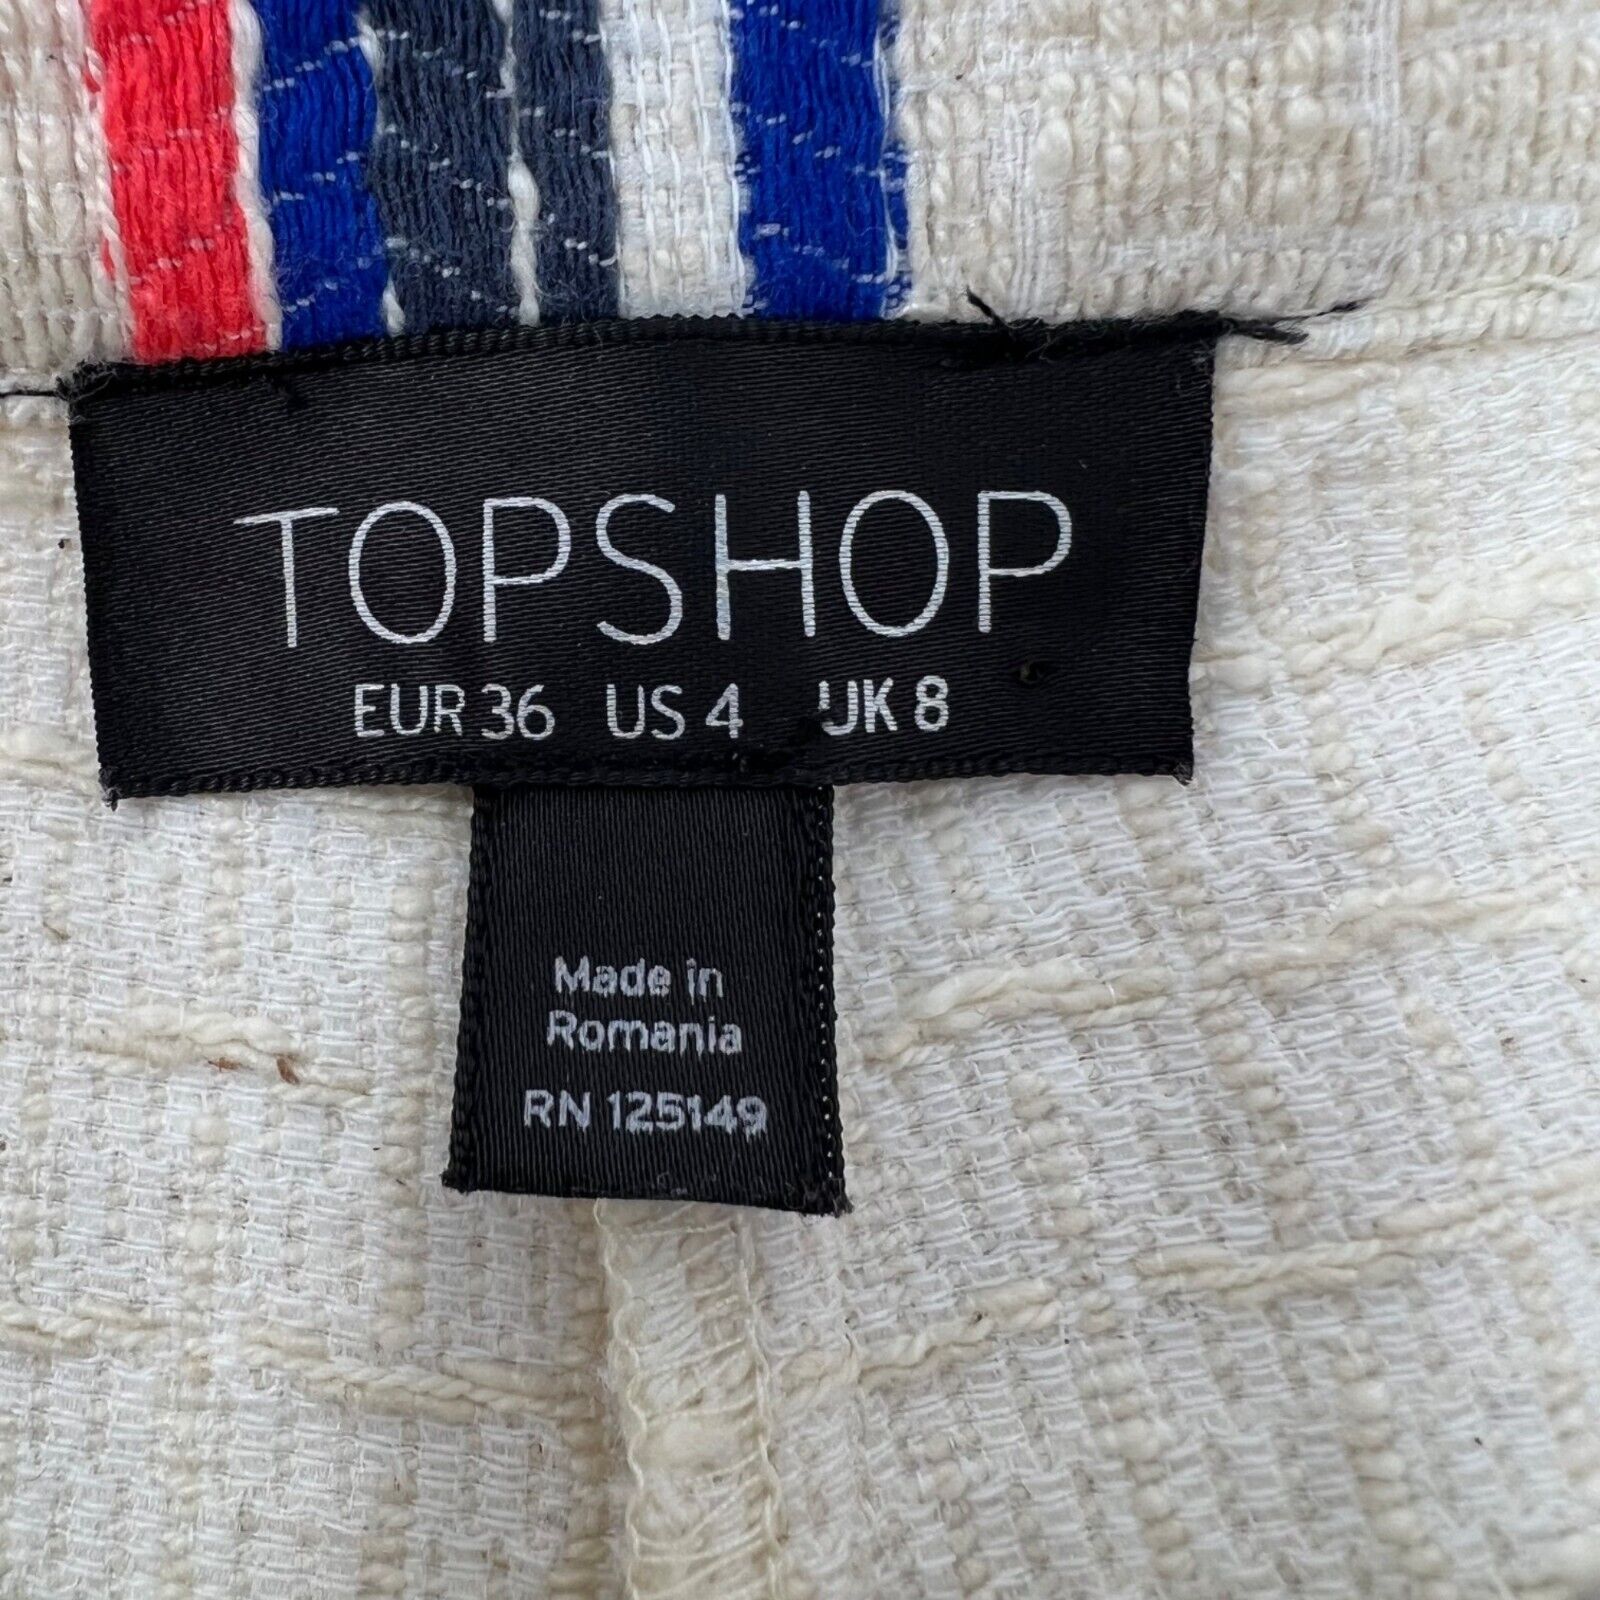 TOPSHOP
EUR 36 US 4 UK 8
Made in
Romania
RN 125149